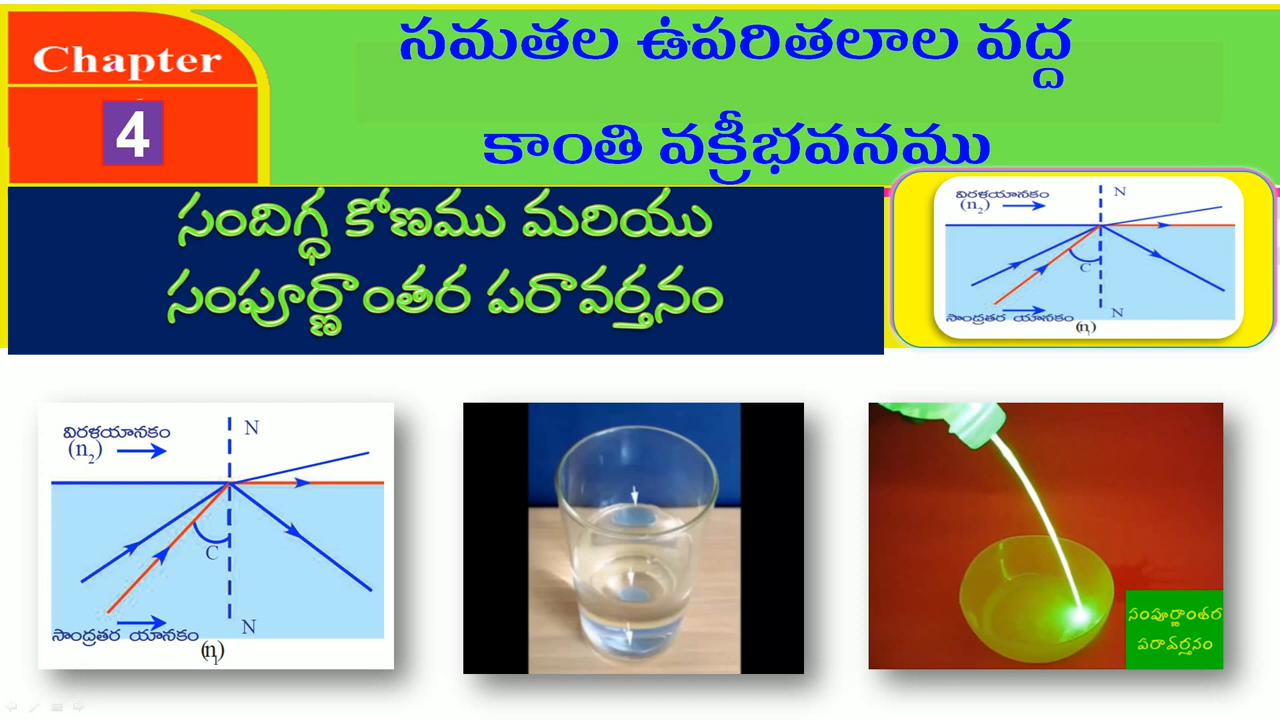 Chapter
4
సమతల ఉపరితలాల వద్ద
కాంతి వక్రీభవనము
సందిగ్ధ కోణము మరియు
సంపూర్ణాంతర పరావర్తనం
విరళయానకం
(n₂)
N
C
N
సాంద్రతర యానకం
(n₁)
విరళయానకం
(n₂)
N
C
N
సాంద్రతర యానకం
(n₁)
సంపూర్ణాంతర
పరావర్తనం